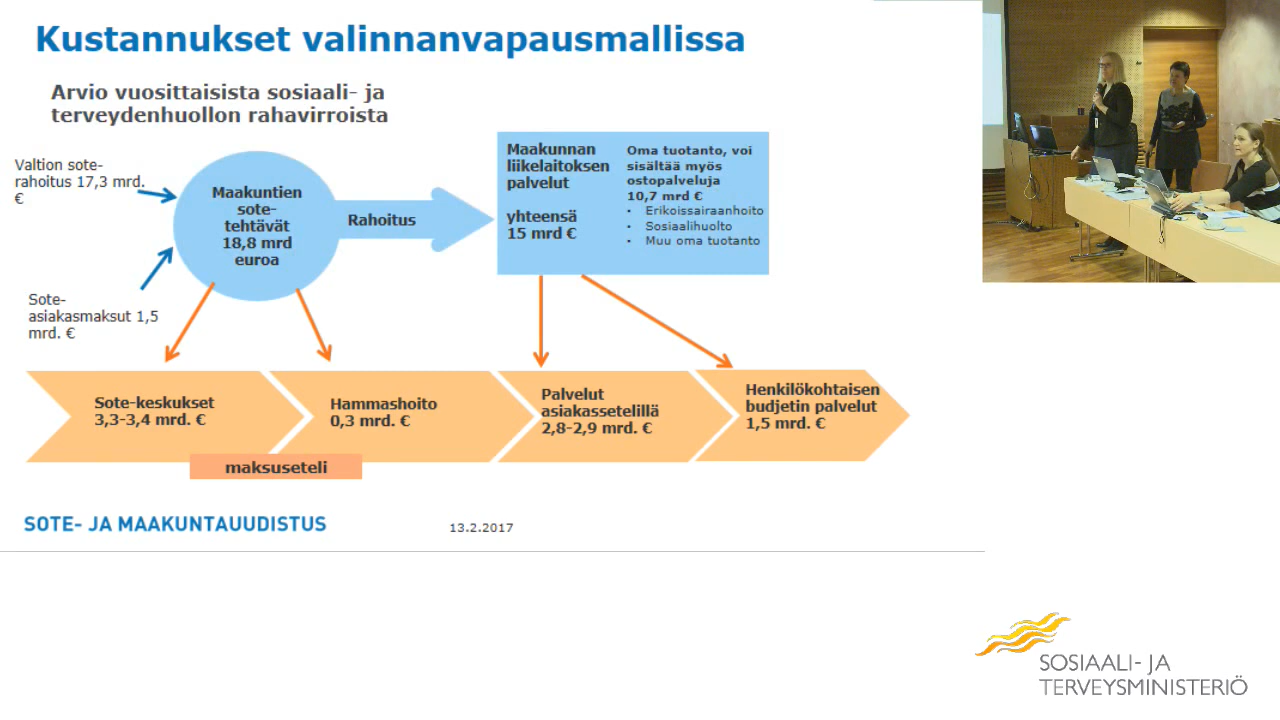 Kustannukset valinnanvapausmallissa
Arvio vuosittaisista sosiaali- ja
terveydenhuollon rahavirroista
Valtion sote-
rahoitus 17,3 mrd.
€
Sote-
asiakasmaksut 1,5
mrd. €
Maakuntien
sote-
tehtävät
18,8 mrd
euroa
Rahoitus
Maakunnan
liikelaitoksen
palvelut
yhteensä
15 mrd €
Oma tuotanto, voi
sisältää myös
ostopalveluja
10,7 mrd €
• Erikoissairaanhoito
• Sosiaalihuolto
• Muu oma tuotanto
Sote-keskukset
3,3-3,4 mrd. €
Hammashoito
0,3 mrd. €
Palvelut
asiakassetelillä
2,8-2,9 mrd. €
Henkilökohtaisen
budjetin palvelut
1,5 mrd. €
maksuseteli
SOTE- JA MAAKUNTAUUDISTUS
13.2.2017
SOSIAALI- JA
TERVEYSMINISTERIÖ